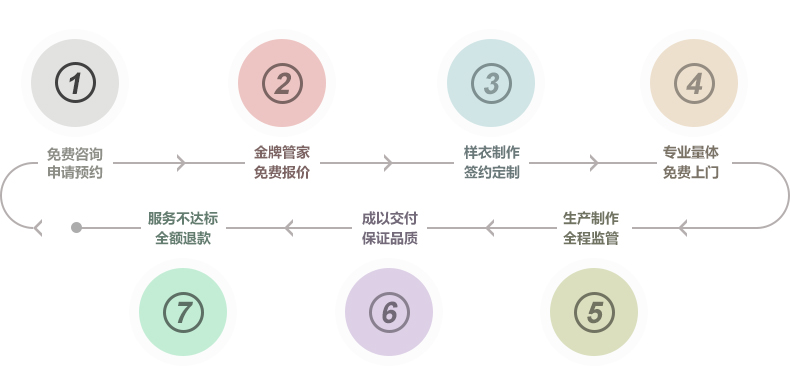 1
免费咨询
申请预约
2
金牌管家
免费报价
3
样衣制作
签约定制
4
专业量体
免费上门
5
生产制作
全程监管
6
成以交付
保证品质
7
服务不达标
全额退款